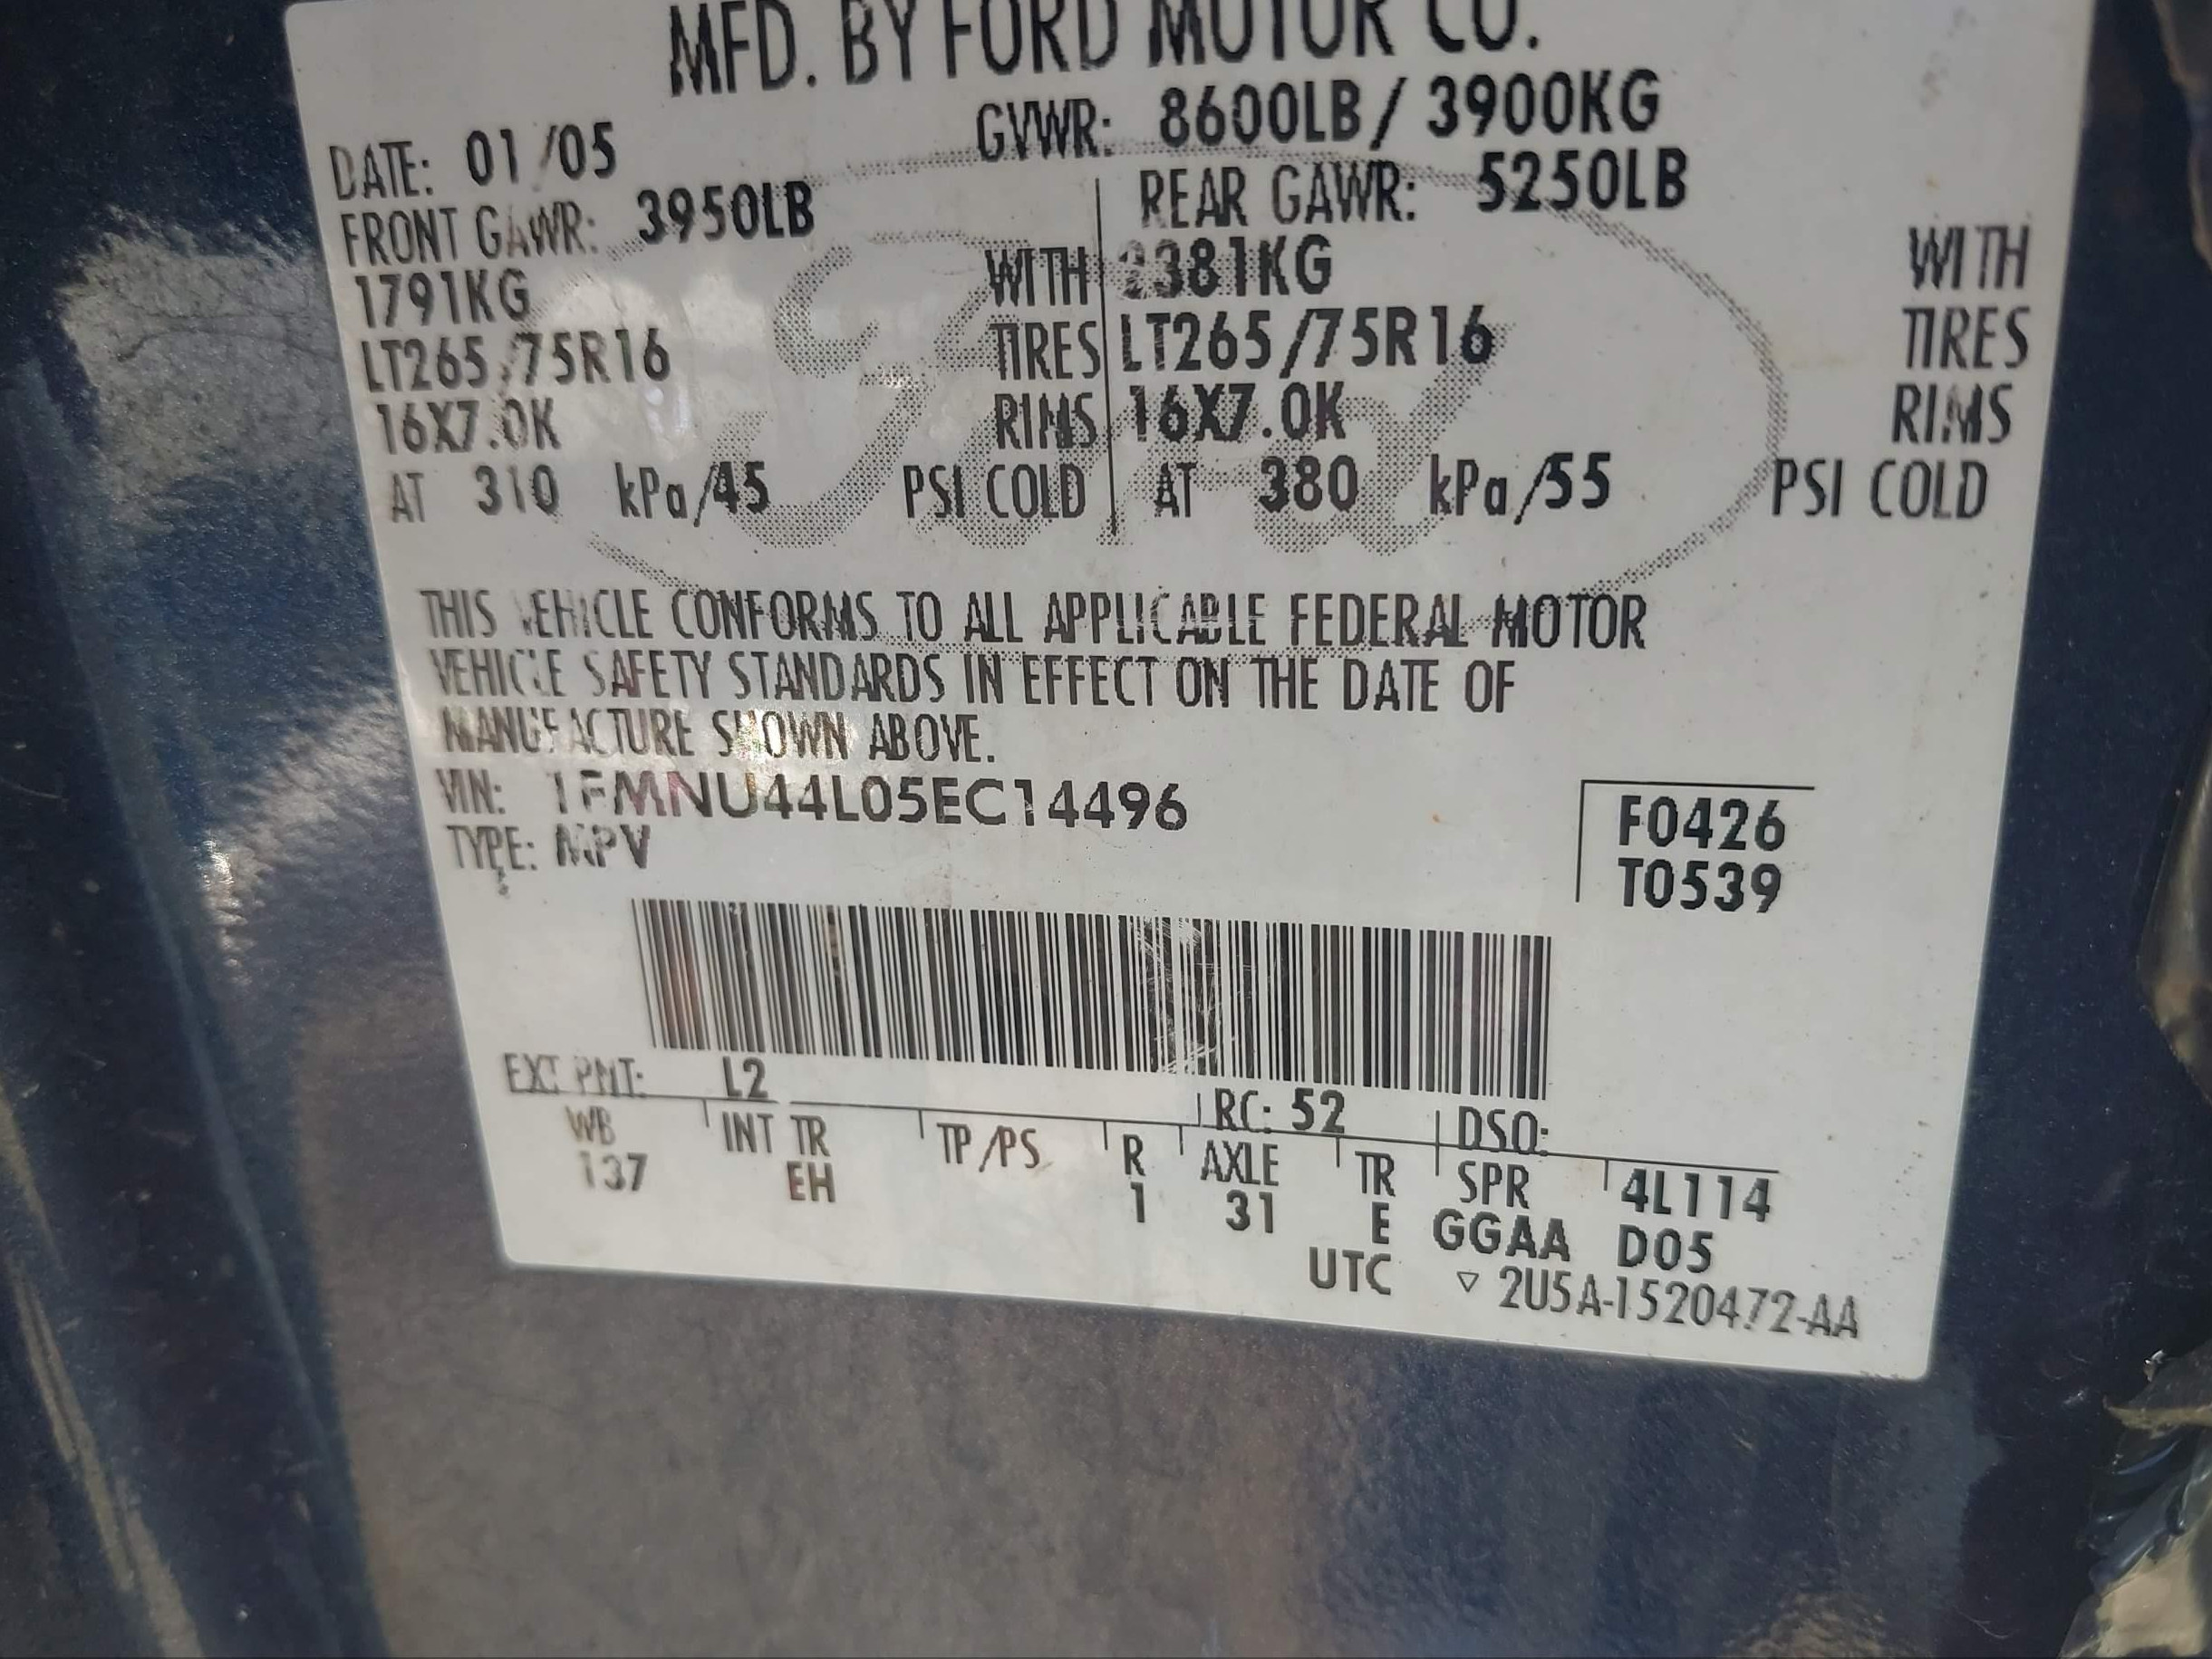 MFD. BY FORD MOTOR CO.
DATE: 01/05 GVWR: 8600LB/ 3900KG
FRONT GAWR: 3950LB REAR GAWR: 5250LB
1791KG WITH 2381KG WITH
LT265/75R16 TIRES LT265/75R16 TIRES
16X7.0K RIMS 16X7.0K RIMS
AT 310 kPa/45 PSI COLD AT 380 kPa/55 PSI COLD
Ford
THIS VEHICLE CONFORMS TO ALL APPLICABLE FEDERAL MOTOR
VEHICLE SAFETY STANDARDS IN EFFECT ON THE DATE OF
MANUFACTURE SHOWN ABOVE.
VIN: 1FMNU44L05EC14496 F0426
TYPE: MPV T0539
EXT PNT: L2 RC: 52 DSO:
WB INT TR TP/PS R AXLE TR SPR 4L114
137 EH 1 31 E GGAA D05
UTC ▽ 2U5A-1520472-AA